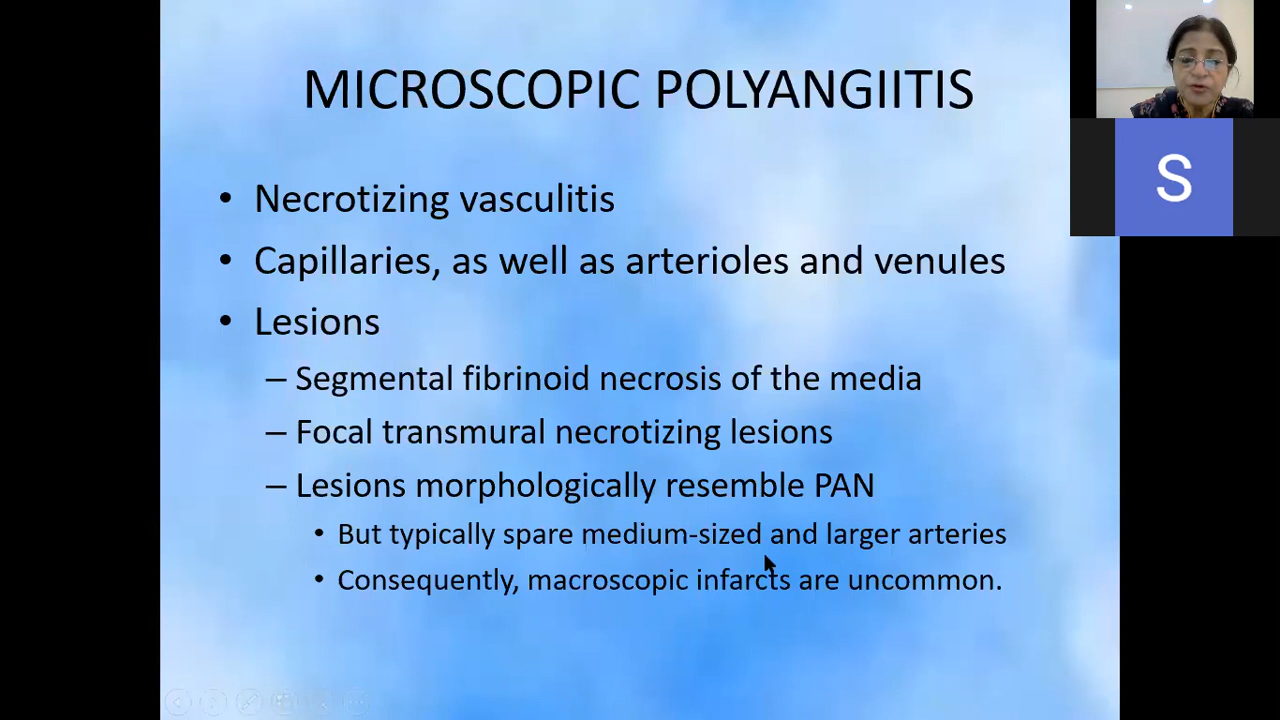 MICROSCOPIC POLYANGIITIS
• Necrotizing vasculitis
• Capillaries, as well as arterioles and venules
• Lesions
– Segmental fibrinoid necrosis of the media
– Focal transmural necrotizing lesions
– Lesions morphologically resemble PAN
• But typically spare medium-sized and larger arteries
• Consequently, macroscopic infarcts are uncommon.
S